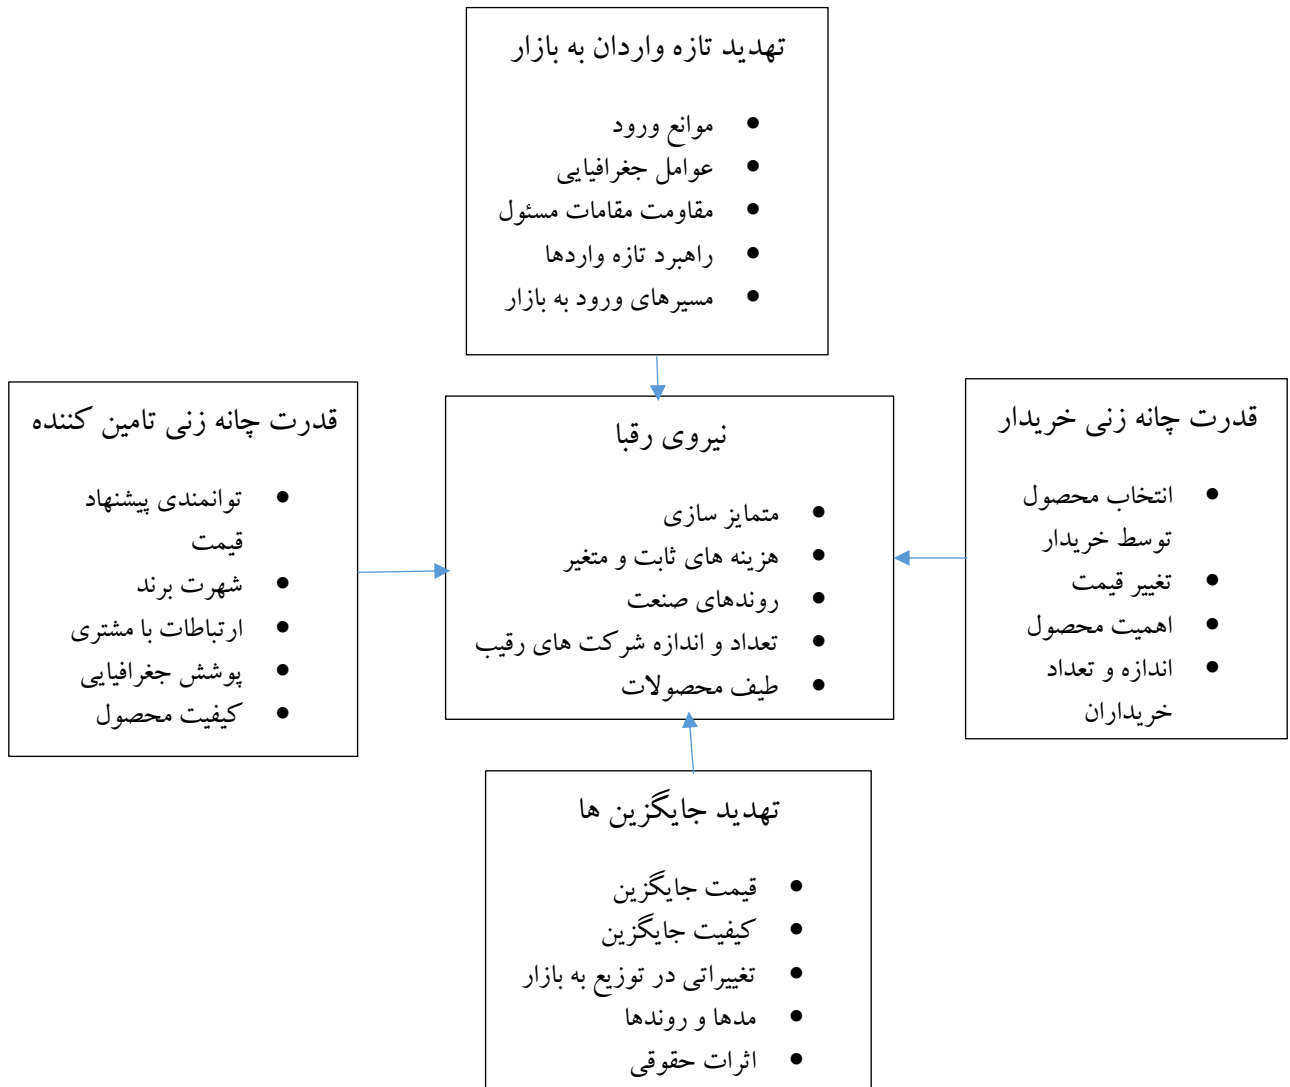 تهدید تازه واردان به بازار
• موانع ورود
• عوامل جغرافیایی
• مقاومت مقامات مسئول
• راهبرد تازه واردها
• مسیرهای ورود به بازار
قدرت چانه زنی خریدار
• انتخاب محصول
توسط خریدار
• تغییر قیمت
• اهمیت محصول
• اندازه و تعداد
خریداران
نیروی رقبا
• متمایز سازی
• هزینه های ثابت و متغیر
• روندهای صنعت
• تعداد و اندازه شرکت های رقیب
• طیف محصولات
قدرت چانه زنی تامین کننده
• توانمندی پیشنهاد
قیمت
• شهرت برند
• ارتباطات با مشتری
• پوشش جغرافیایی
• کیفیت محصول
تهدید جایگزین ها
• قیمت جایگزین
• کیفیت جایگزین
• تغییراتی در توزیع به بازار
• مدها و روندها
• اثرات حقوقی